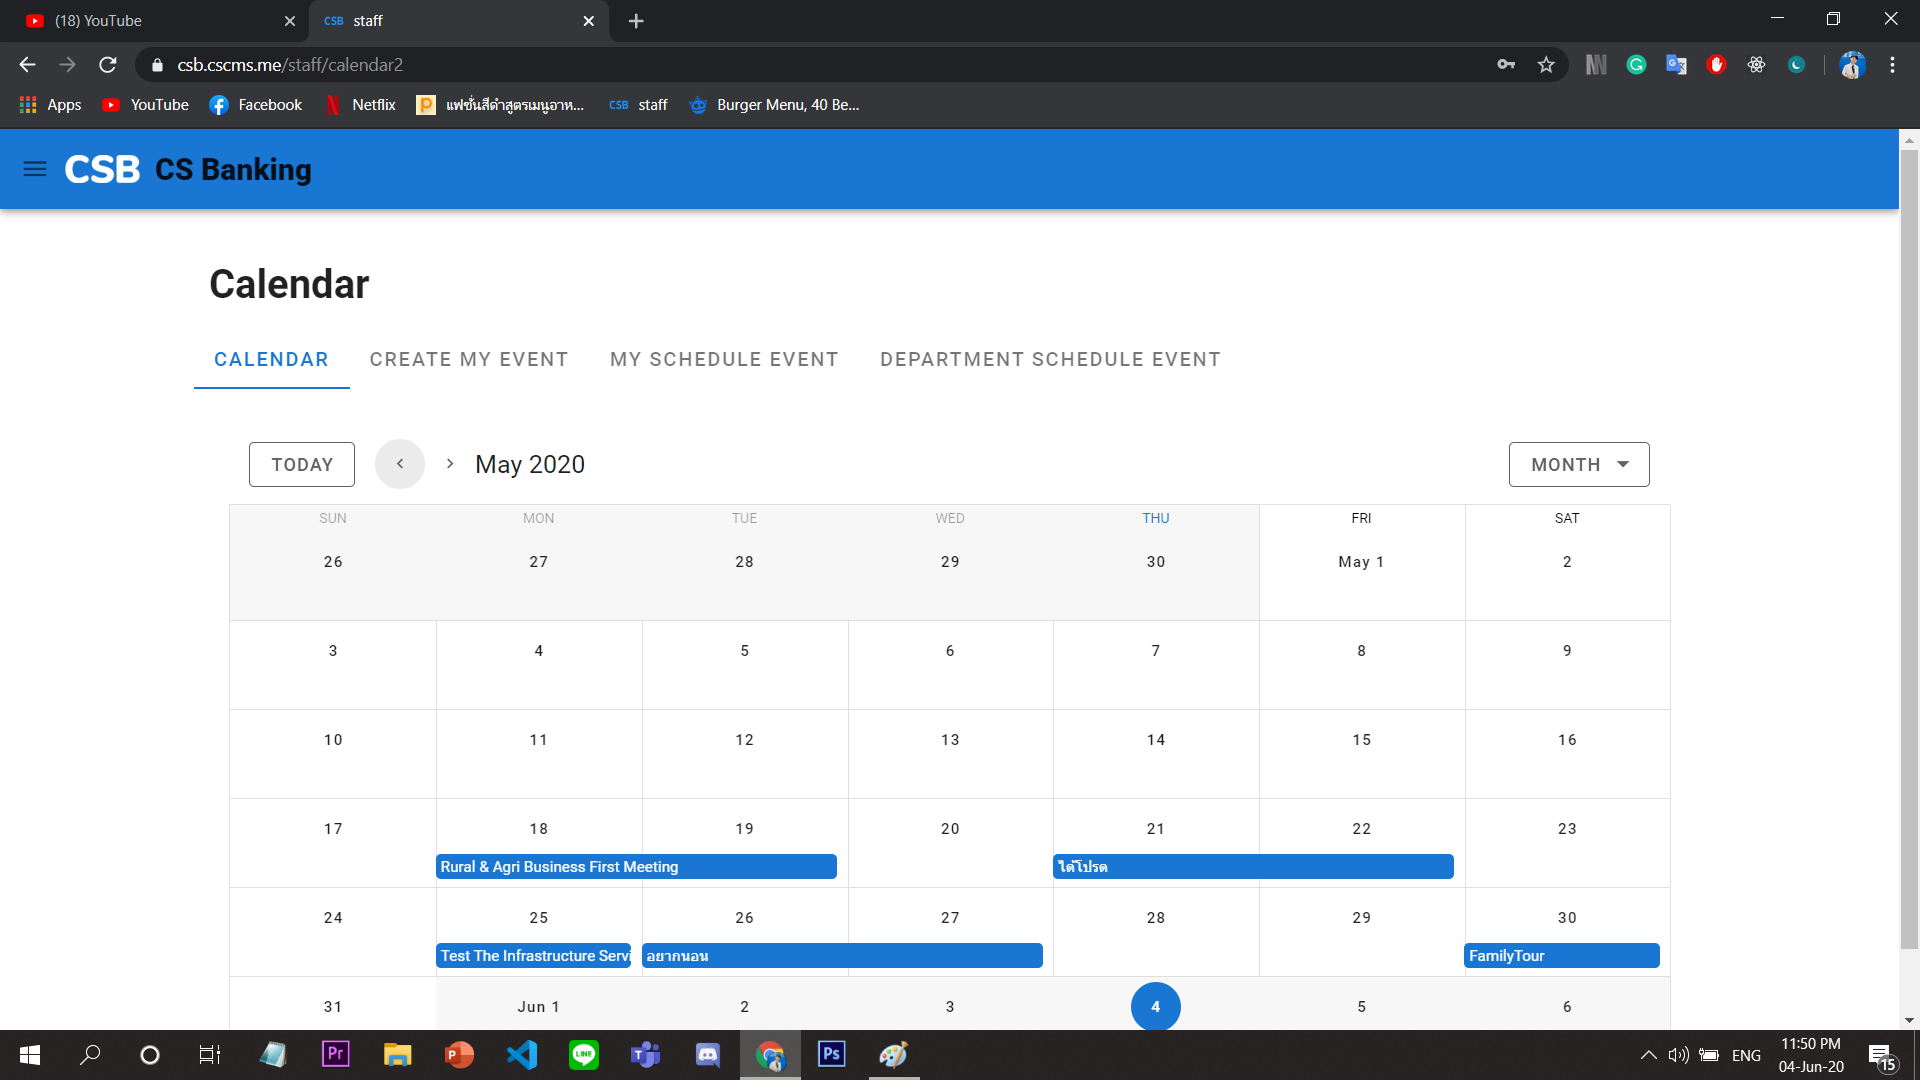 (18) YouTube
CSB staff
csb.cscms.me/staff/calendar2
Apps YouTube Facebook Netflix แฟชั่นสีดำสูตรเมนูอาห... CSB staff Burger Menu, 40 Be...
CSB CS Banking
Calendar
CALENDAR CREATE MY EVENT MY SCHEDULE EVENT DEPARTMENT SCHEDULE EVENT
TODAY May 2020 MONTH
SUN MON TUE WED THU FRI SAT
26 27 28 29 30 May 1 2
3 4 5 6 7 8 9
10 11 12 13 14 15 16
17 18 19 20 21 22 23
Rural & Agri Business First Meeting ไต้โปรด
24 25 26 27 28 29 30
Test The Infrastructure Servi อยากนอน FamilyTour
31 Jun 1 2 3 4 5 6
Pr P LINE Ps ENG 11:50 PM
04-Jun-20 15